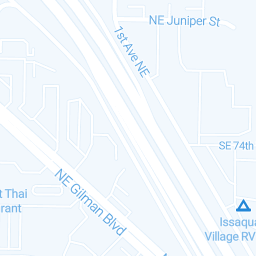 NE Juniper St
1st Ave NE
SE 74th
NE Gilman Blvd
t Thai
rant
Issaqua
Village RV